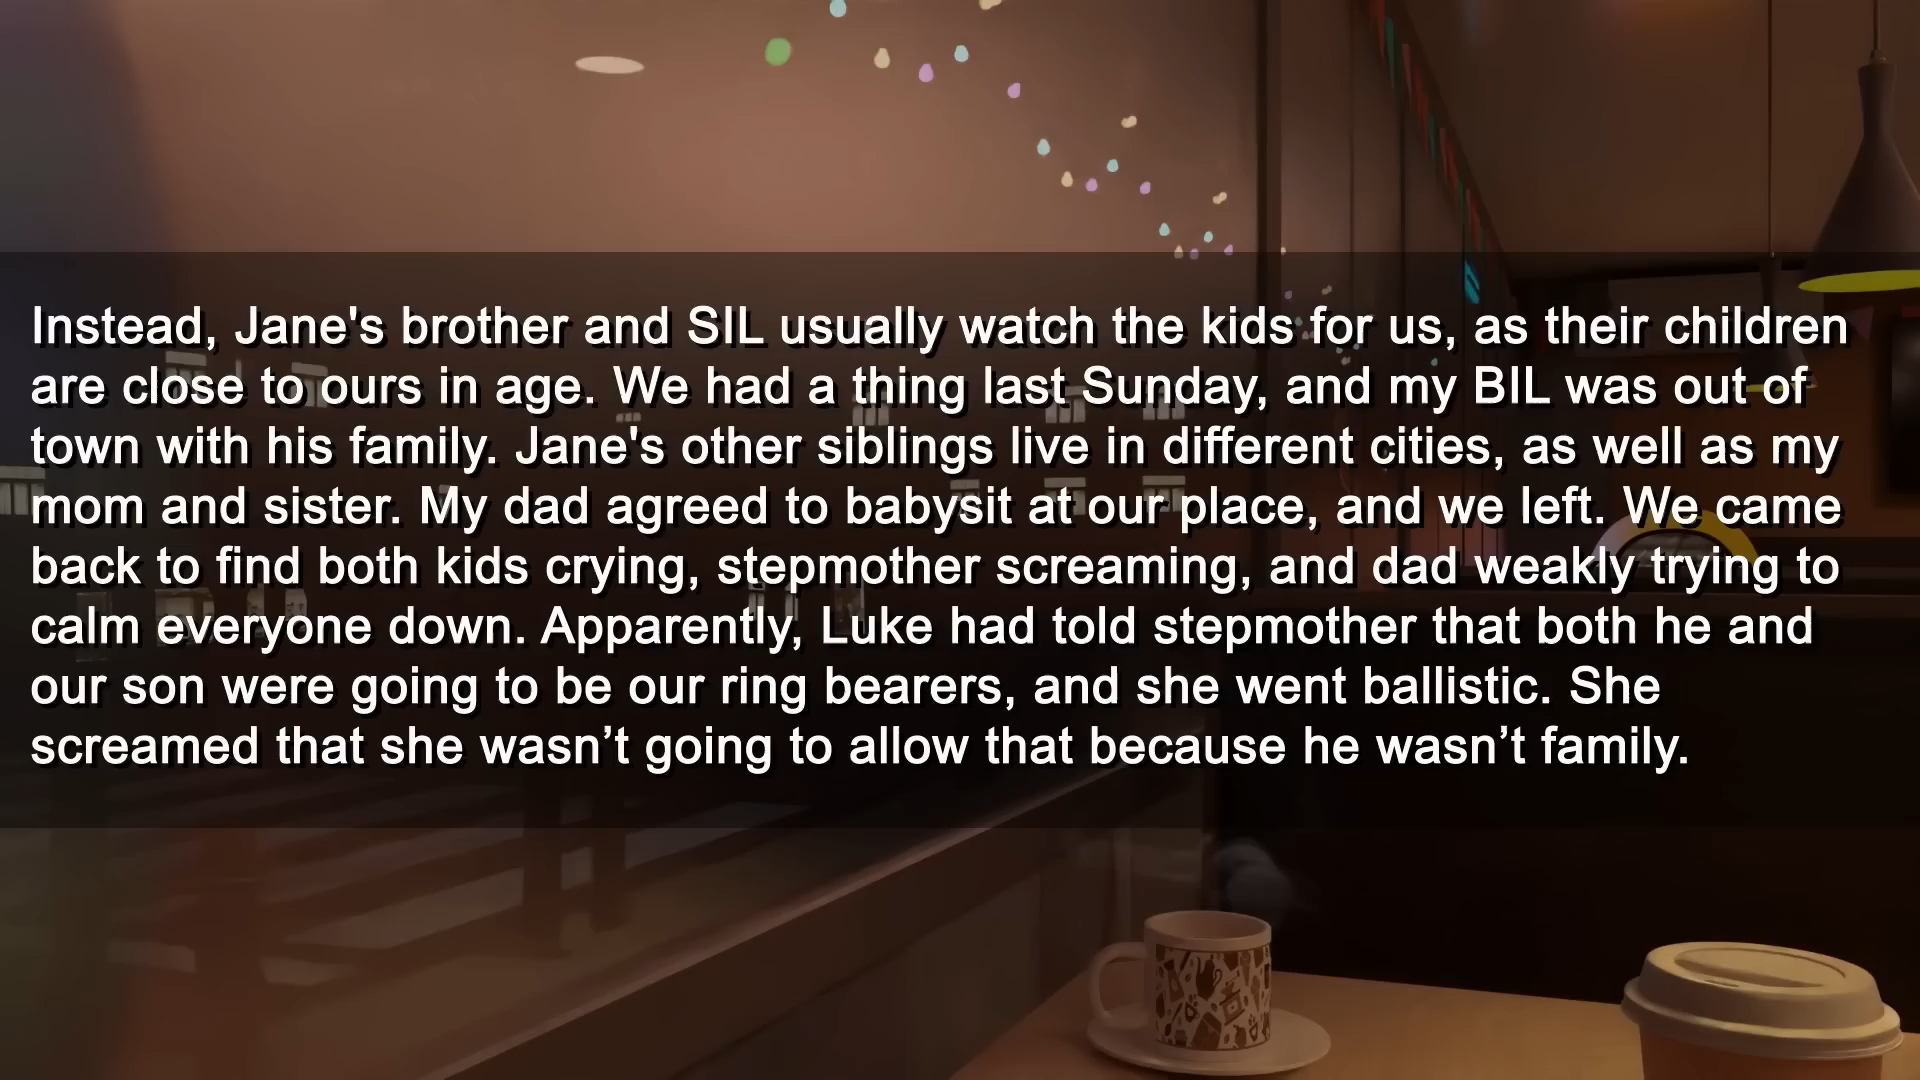 Instead, Jane's brother and SIL usually watch the kids for us, as their children
are close to ours in age. We had a thing last Sunday, and my BIL was out of
town with his family. Jane's other siblings live in different cities, as well as my
mom and sister. My dad agreed to babysit at our place, and we left. We came
back to find both kids crying, stepmother screaming, and dad weakly trying to
calm everyone down. Apparently, Luke had told stepmother that both he and
our son were going to be our ring bearers, and she went ballistic. She
screamed that she wasn’t going to allow that because he wasn’t family.